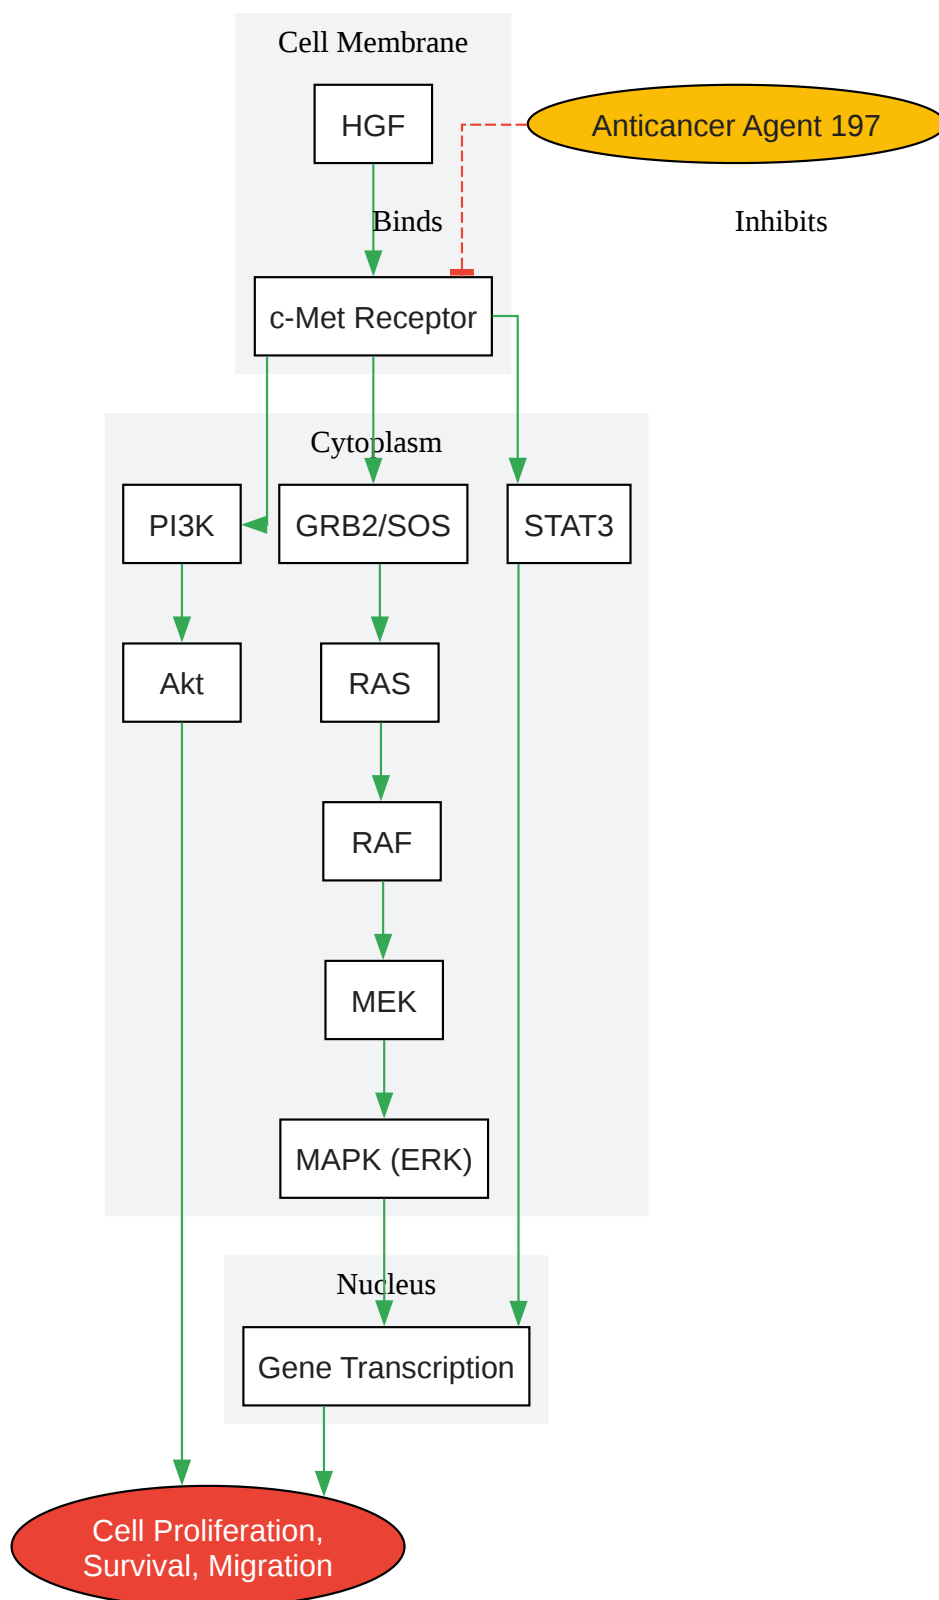 Cell Membrane
HGF
Anticancer Agent 197
Binds
Inhibits
c-Met Receptor
Cytoplasm
PI3K
GRB2/SOS
STAT3
Akt
RAS
RAF
MEK
MAPK (ERK)
Nucleus
Gene Transcription
Cell Proliferation,
Survival, Migration